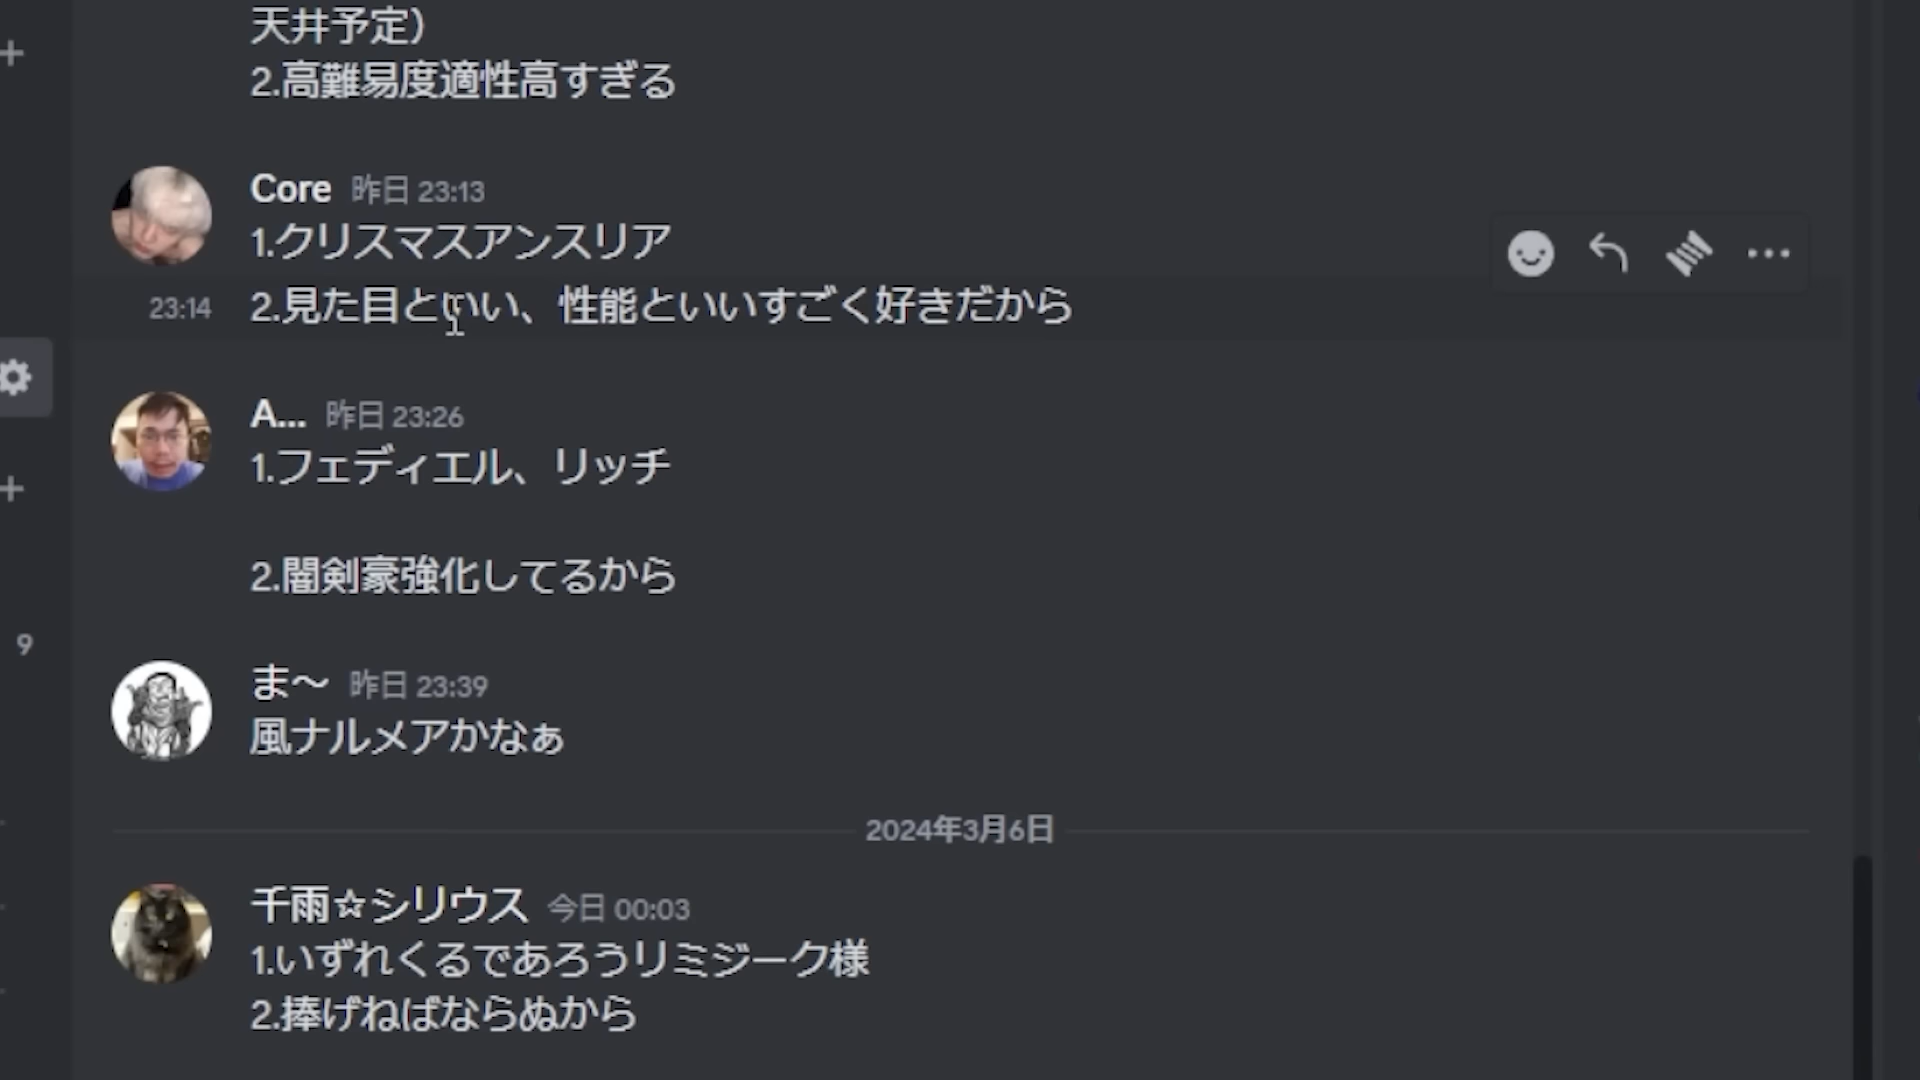 天井予定)
2.高難易度適性高すぎる
Core 昨日 23:13
1.クリスマスアンスリア
23:14 2.見た目といい、性能といいすごく好きだから
A... 昨日 23:26
1.フェディエル、リッチ
2.闇剣豪強化してるから
9
ま〜 昨日 23:39
風ナルメアかなぁ
2024年3月6日
千雨☆シリウス 今日 00:03
1.いずれくるであろうリミジーク様
2.捧げねばならぬから